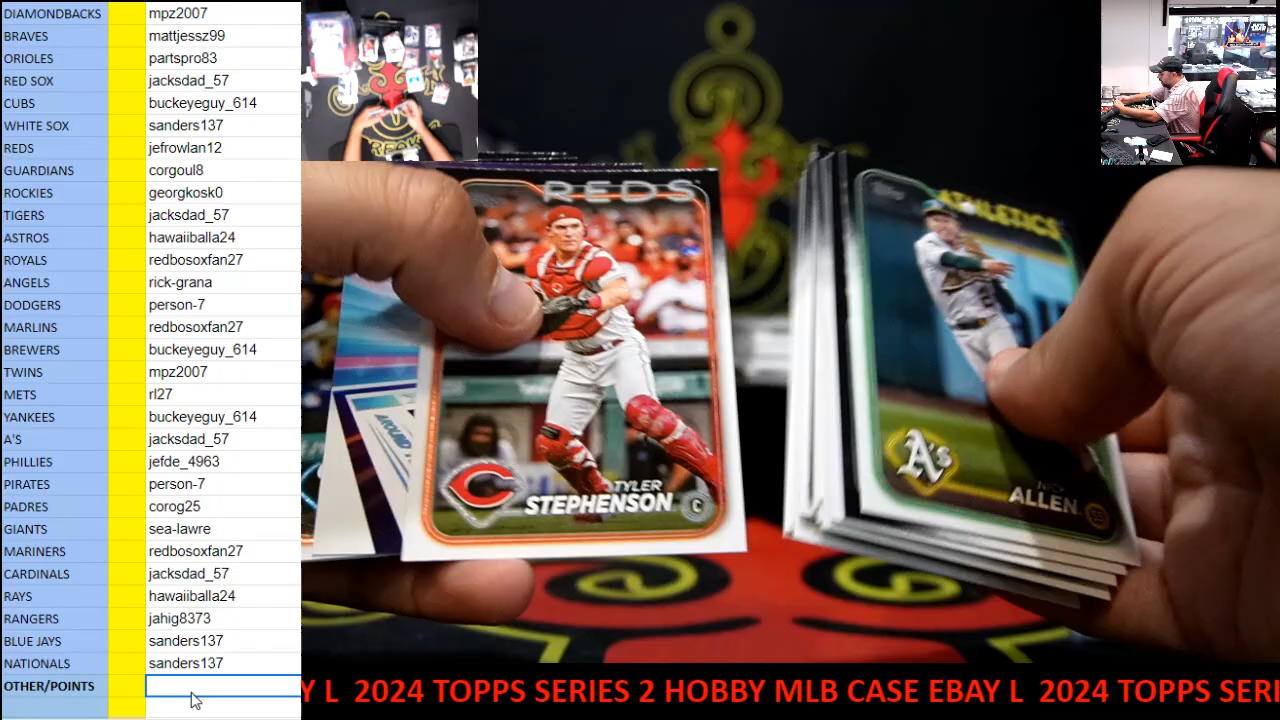 DIAMONDBACKS mpz2007
BRAVES mattjessz99
ORIOLES partspro83
RED SOX jacksdad_57
CUBS buckeyeguy_614
WHITE SOX sanders137
REDS jefrowlan12
GUARDIANS corgoul8
ROCKIES georgkosk0
TIGERS jacksdad_57
ASTROS hawaiiballa24
ROYALS redbosoxfan27
ANGELS rick-grana
DODGERS person-7
MARLINS redbosoxfan27
BREWERS buckeyeguy_614
TWINS mpz2007
METS rl27
YANKEES buckeyeguy_614
A'S jacksdad_57
PHILLIES jefde_4963
PIRATES person-7
PADRES corog25
GIANTS sea-lawre
MARINERS redbosoxfan27
CARDINALS jacksdad_57
RAYS hawaiiballa24
RANGERS jahig8373
BLUE JAYS sanders137
NATIONALS sanders137
OTHER/POINTS
REDS
TYLER
STEPHENSON
C
ATHLETICS
A's
NICK
ALLEN
Y L 2024 TOPPS SERIES 2 HOBBY MLB CASE EBAY L 2024 TOPPS SERI